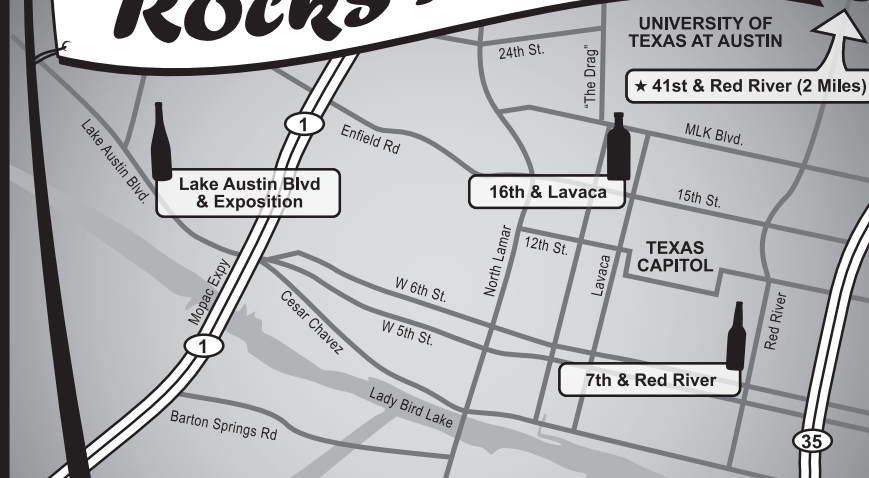 Rocks
UNIVERSITY OF
TEXAS AT AUSTIN
24th St.
"The Drag"
★ 41st & Red River (2 Miles)
1
Enfield Rd
MLK Blvd.
Lake Austin Blvd.
Lake Austin Blvd
& Exposition
16th & Lavaca
15th St.
North Lamar
12th St.
TEXAS
CAPITOL
Lavaca
Mopac Expy
W 6th St.
Cesar Chavez
W 5th St.
Red River
1
7th & Red River
Lady Bird Lake
Barton Springs Rd
35